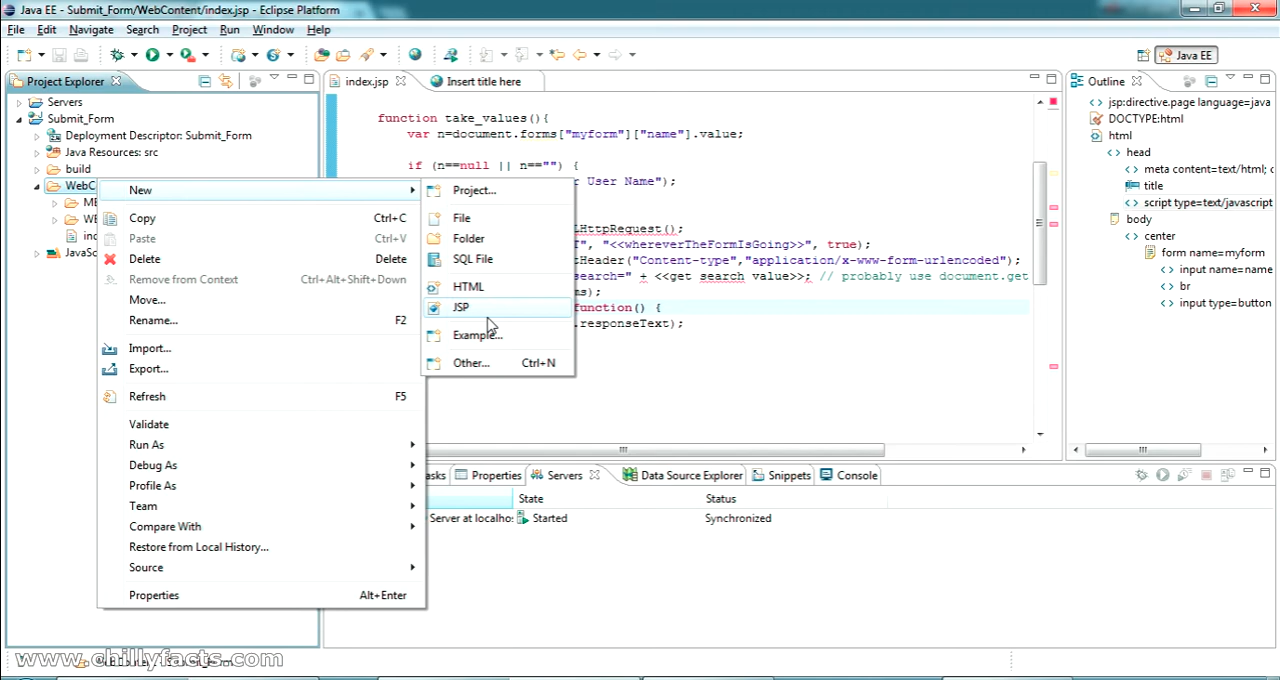 Java EE - Submit_Form/WebContent/index.jsp - Eclipse Platform
File Edit Navigate Search Project Run Window Help
Java EE
Project Explorer
Servers
Submit_Form
Deployment Descriptor: Submit_Form
Java Resources: src
build
WebC
index.jsp
Insert title here
function take_values(){
var n=document.forms["myform"]["name"].value;
if (n==null || n=="") {
User Name");
LHttpRequest();
", "<<whereverTheFormIsGoing>>", true);
tHeader("Content-type","application/x-www-form-urlencoded");
search=" + <<get search value>>; // probably use document.get
ms);
function() {
.responseText);
New
Copy Ctrl+C
Paste Ctrl+V
Delete Delete
Remove from Context Ctrl+Alt+Shift+Down
Move...
Rename... F2
Import...
Export...
Refresh F5
Validate
Run As
Debug As
Profile As
Team
Compare With
Restore from Local History...
Source
Properties Alt+Enter
Project...
File
Folder
SQL File
HTML
JSP
Example...
Other... Ctrl+N
Outline
jsp:directive.page language=java
DOCTYPE:html
html
head
meta content=text/html; c
title
script type=text/javascript
body
center
form name=myform
input name=name
br
input type=button
asks Properties Servers Data Source Explorer Snippets Console
State Status
Server at localho: Started Synchronized
www.chillyfacts.com